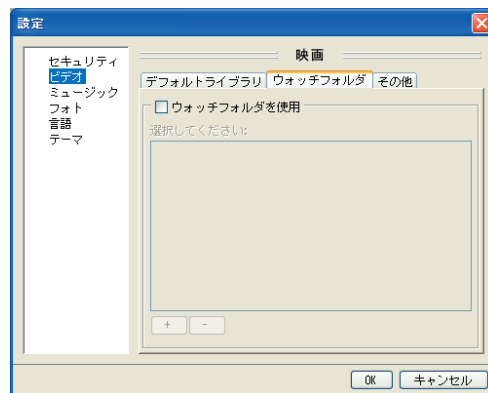 設定
セキュリティ
ビデオ
ミュージック
フォト
言語
テーマ
映画
デフォルトライブラリ ウォッチフォルダ その他
ウォッチフォルダを使用
選択してください:
+ -
OK キャンセル